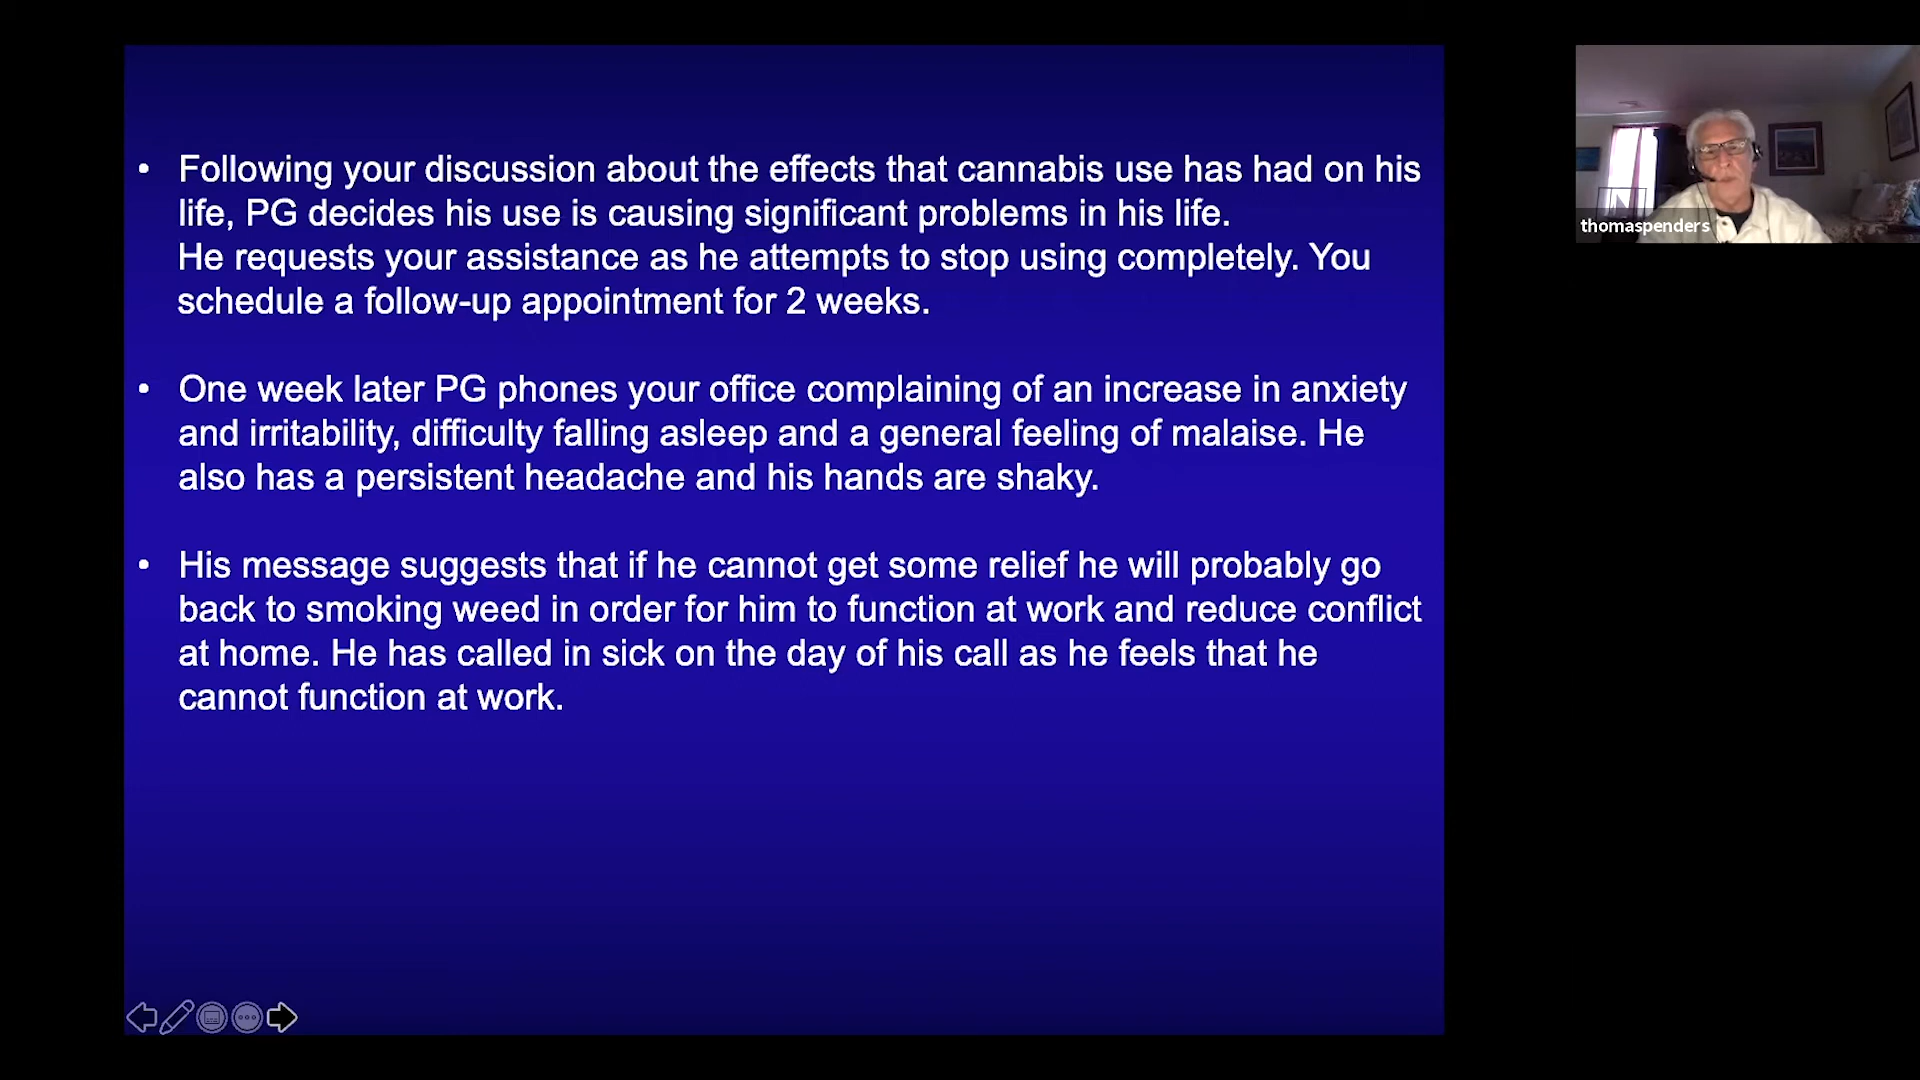 • Following your discussion about the effects that cannabis use has had on his
life, PG decides his use is causing significant problems in his life.
He requests your assistance as he attempts to stop using completely. You
schedule a follow-up appointment for 2 weeks.
• One week later PG phones your office complaining of an increase in anxiety
and irritability, difficulty falling asleep and a general feeling of malaise. He
also has a persistent headache and his hands are shaky.
• His message suggests that if he cannot get some relief he will probably go
back to smoking weed in order for him to function at work and reduce conflict
at home. He has called in sick on the day of his call as he feels that he
cannot function at work.
thomaspenders